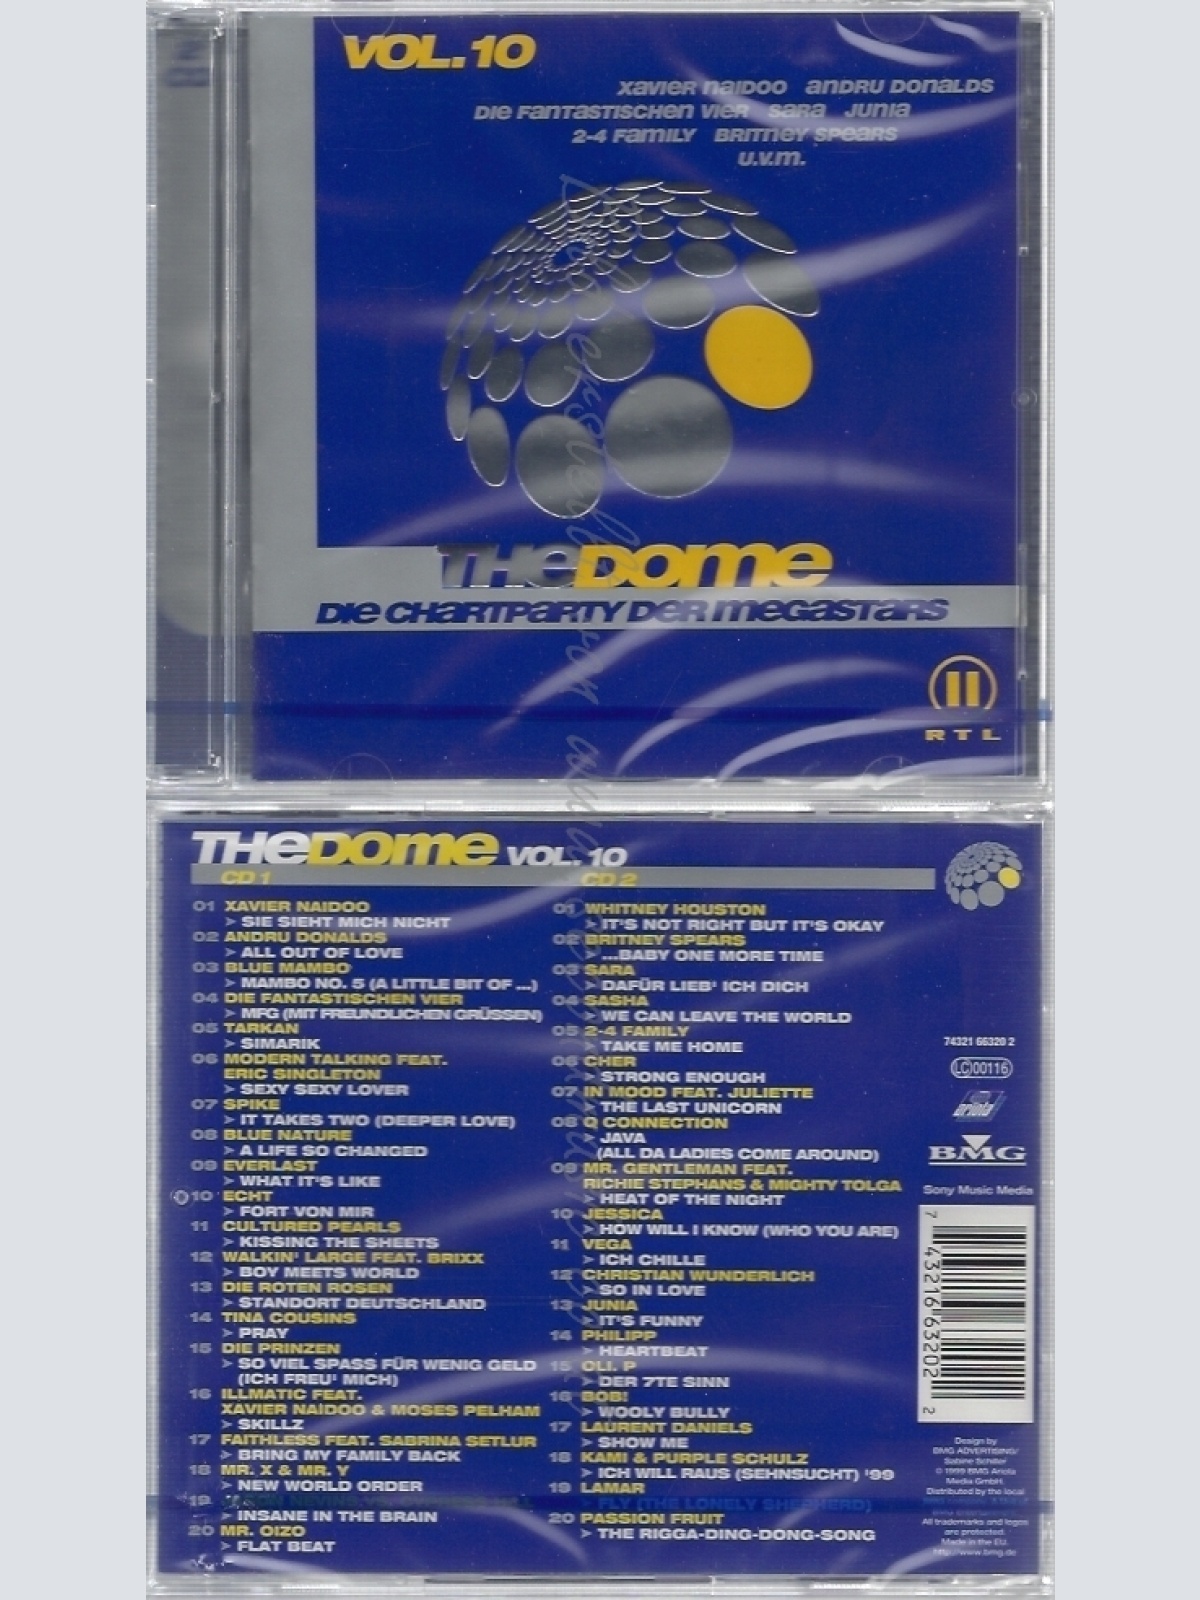 VOL.10
XAVIER NAIDOO ANDRU DONALDS
DIE FANTASTISCHEN VIER SARA JUNIA
2-4 FAMILY BRITNEY SPEARS
U.V.M.
THE DOME
DIE CHARTPARTY DER MEGASTARS
II
RTL
THE DOME VOL. 10
CD 1
01 XAVIER NAIDOO
➤ SIE SIEHT MICH NICHT
02 ANDRU DONALDS
➤ ALL OUT OF LOVE
03 BLUE MAMBO
➤ MAMBO NO. 5 (A LITTLE BIT OF ...)
04 DIE FANTASTISCHEN VIER
➤ MFG (MIT FREUNDLICHEN GRÜSSEN)
05 TARKAN
➤ SIMARIK
06 MODERN TALKING FEAT.
ERIC SINGLETON
➤ SEXY SEXY LOVER
07 SPIKE
➤ IT TAKES TWO (DEEPER LOVE)
08 BLUE NATURE
➤ A LIFE SO CHANGED
09 EVERLAST
➤ WHAT IT'S LIKE
10 ECHT
➤ FORT VON MIR
11 CULTURED PEARLS
➤ KISSING THE SHEETS
12 WALKIN' LARGE FEAT. BRIXX
➤ BOY MEETS WORLD
13 DIE ROTEN ROSEN
➤ STANDORT DEUTSCHLAND
14 TINA COUSINS
➤ PRAY
15 DIE PRINZEN
➤ SO VIEL SPASS FÜR WENIG GELD
(ICH FREU' MICH)
16 ILLMATIC FEAT.
XAVIER NAIDOO & MOSES PELHAM
➤ SKILLZ
17 FAITHLESS FEAT. SABRINA SETLUR
➤ BRING MY FAMILY BACK
18 MR. X & MR. Y
➤ NEW WORLD ORDER
19
➤ INSANE IN THE BRAIN
20 MR. OIZO
➤ FLAT BEAT
CD 2
01 WHITNEY HOUSTON
➤ IT'S NOT RIGHT BUT IT'S OKAY
02 BRITNEY SPEARS
➤ ...BABY ONE MORE TIME
03 SARA
➤ DAFÜR LIEB' ICH DICH
04 SASHA
➤ WE CAN LEAVE THE WORLD
05 2-4 FAMILY
➤ TAKE ME HOME
06 CHER
➤ STRONG ENOUGH
07 IN MOOD FEAT. JULIETTE
➤ THE LAST UNICORN
08 Q CONNECTION
➤ JAVA
(ALL DA LADIES COME AROUND)
09 MR. GENTLEMAN FEAT.
RICHIE STEPHANS & MIGHTY TOLGA
➤ HEAT OF THE NIGHT
10 JESSICA
➤ HOW WILL I KNOW (WHO YOU ARE)
11 VEGA
➤ ICH CHILLE
12 CHRISTIAN WUNDERLICH
➤ SO IN LOVE
13 JUNIA
➤ IT'S FUNNY
14 PHILIPP
➤ HEARTBEAT
15 OLI. P
➤ DER 7TE SINN
16 BOB!
➤ WOOLY BULLY
17 LAURENT DANIELS
➤ SHOW ME
18 KAMI & PURPLE SCHULZ
➤ ICH WILL RAUS (SEHNSUCHT) '99
19 LAMAR
➤ FLY (THE LONELY SHEPHERD)
20 PASSION FRUIT
➤ THE RIGGA-DING-DONG-SONG
74321 66320 2
LC 00116
ariola
BMG
Sony Music Media
7 43216 63202 2
Design by
BMG ADVERTISING/
Sabine Schiller
© 1999 BMG Ariola
Media GmbH.
Distributed by the local
All trademarks and logos
are protected.
Made in the EU.
http://www.bmg.de